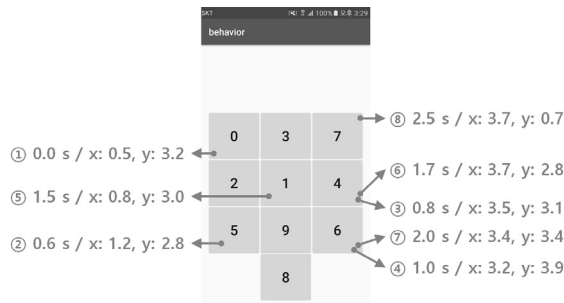 SKT 100% 오후 3:29
behavior
⑧ 2.5 s / x: 3.7, y: 0.7
0 3 7
① 0.0 s / x: 0.5, y: 3.2
⑥ 1.7 s / x: 3.7, y: 2.8
2 1 4
⑤ 1.5 s / x: 0.8, y: 3.0
③ 0.8 s / x: 3.5, y: 3.1
5 9 6
⑦ 2.0 s / x: 3.4, y: 3.4
② 0.6 s / x: 1.2, y: 2.8
④ 1.0 s / x: 3.2, y: 3.9
8